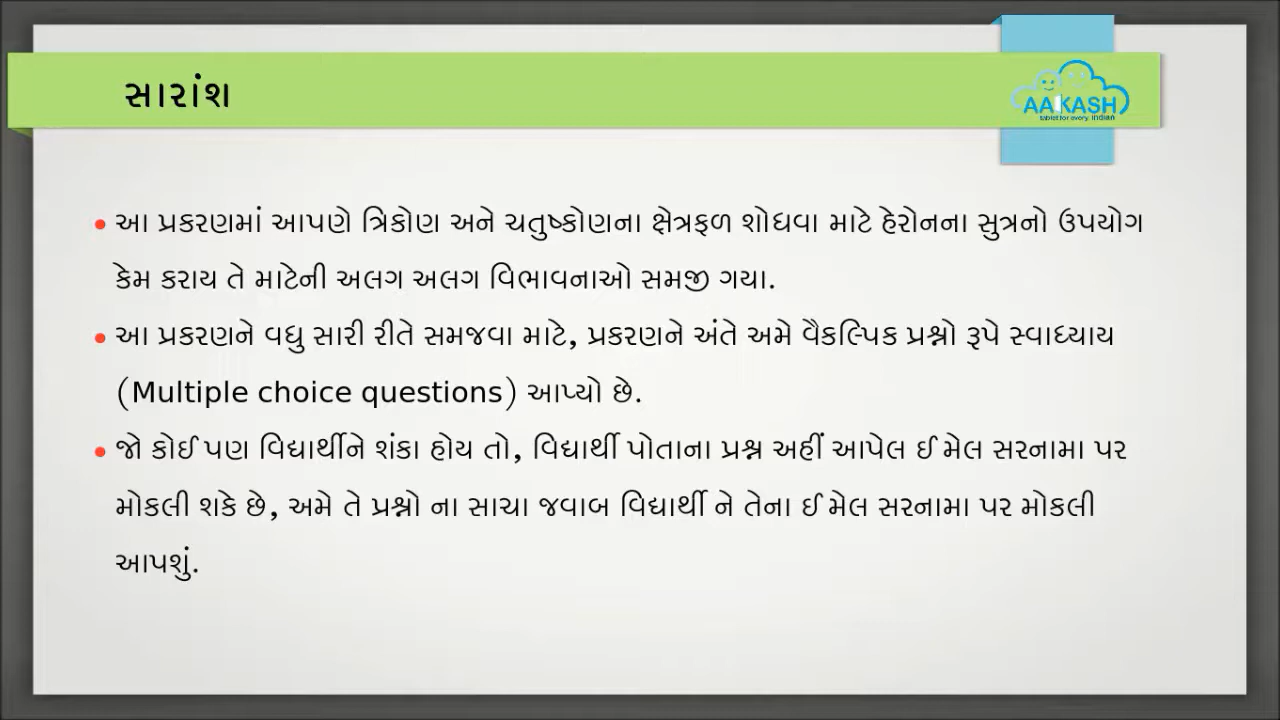 સારાંશ
AAKASH
tablet for every indian
આ પ્રકરણમાં આપણે ત્રિકોણ અને ચતુષ્કોણના ક્ષેત્રફળ શોધવા માટે હેરોનના સુત્રનો ઉપયોગ
કેમ કરાય તે માટેની અલગ અલગ વિભાવનાઓ સમજી ગયા.
આ પ્રકરણને વધુ સારી રીતે સમજવા માટે, પ્રકરણને અંતે અમે વૈકલ્પિક પ્રશ્નો રૂપે સ્વાધ્યાય
(Multiple choice questions) આપ્યો છે.
જો કોઈ પણ વિદ્યાર્થીને શંકા હોય તો, વિદ્યાર્થી પોતાના પ્રશ્ન અહીં આપેલ ઈ મેલ સરનામા પર
મોકલી શકે છે, અમે તે પ્રશ્નો ના સાચા જવાબ વિદ્યાર્થી ને તેના ઈ મેલ સરનામા પર મોકલી
આપશું.